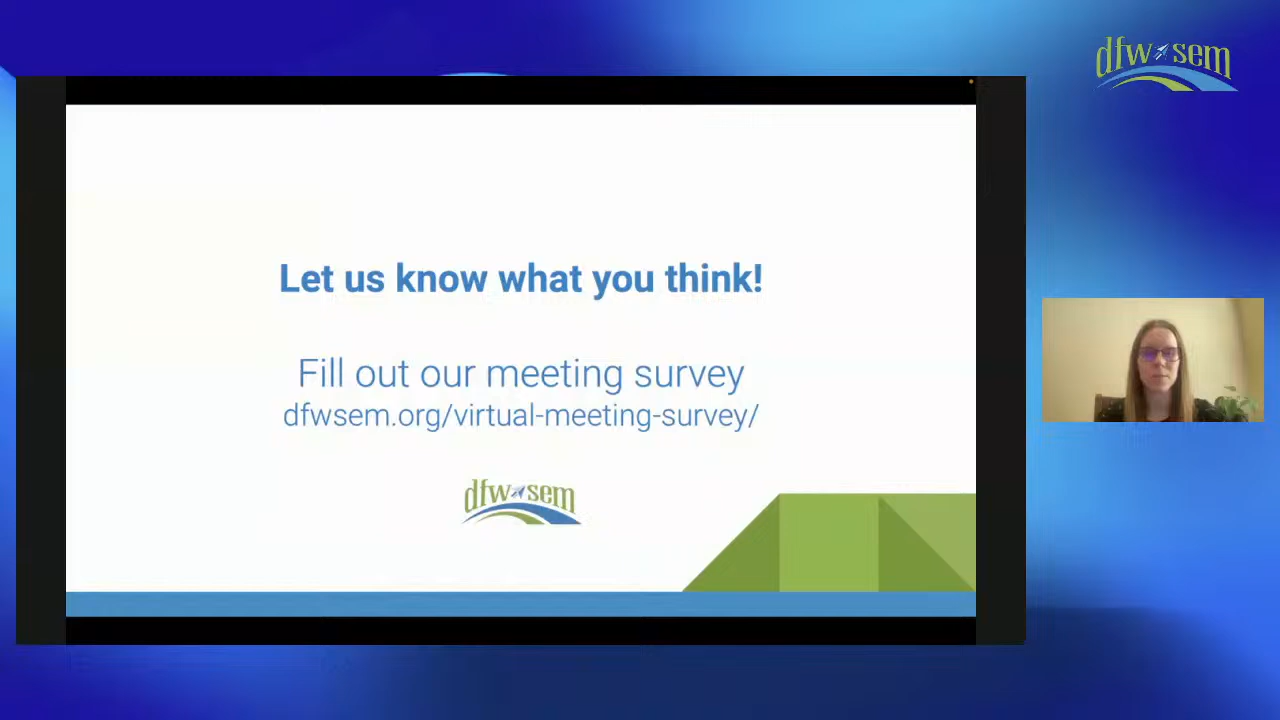 dfw sem
Let us know what you think!
Fill out our meeting survey
dfwsem.org/virtual-meeting-survey/
dfw sem